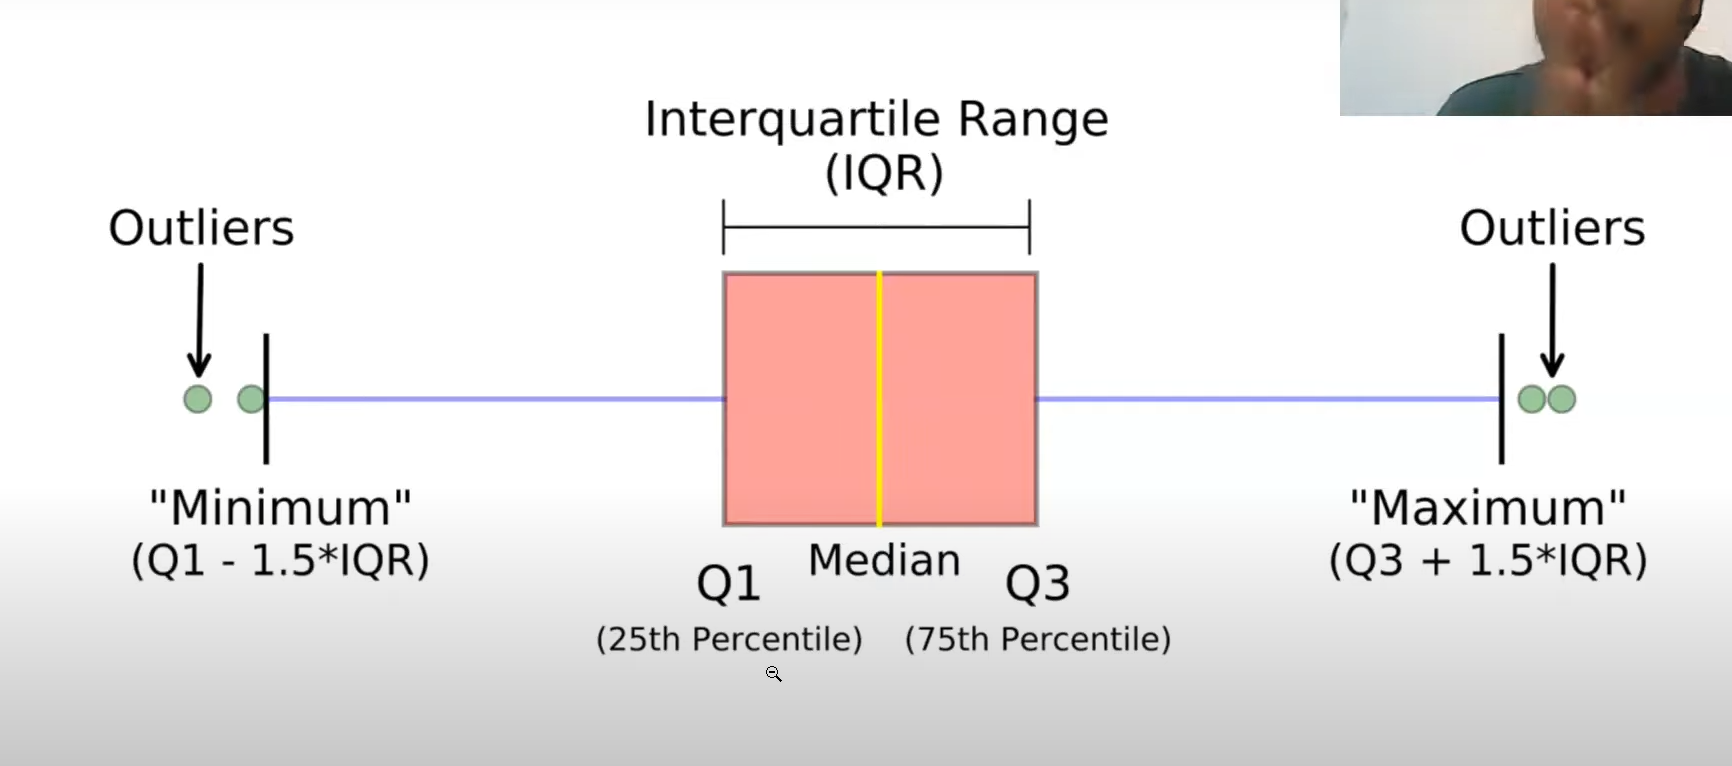 Interquartile Range
(IQR)
Outliers
Outliers
"Minimum"
(Q1 - 1.5*IQR)
"Maximum"
(Q3 + 1.5*IQR)
Median
Q1
Q3
(25th Percentile)
(75th Percentile)